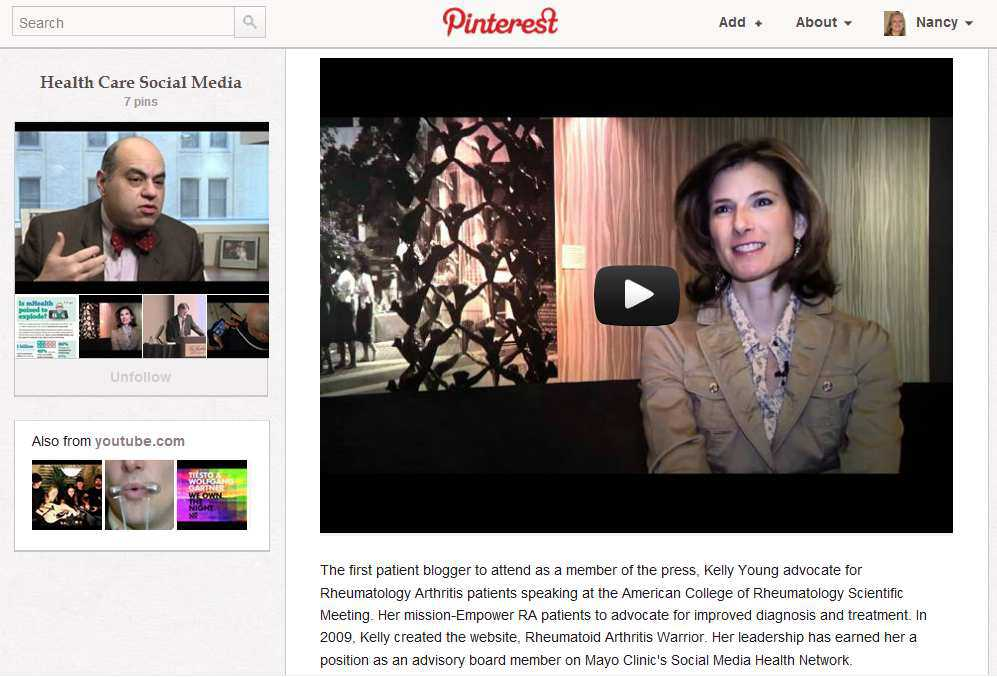 Search
Pinterest
Add +
About
Nancy
Health Care Social Media
7 pins
Is mHealth
poised to
explode?
Unfollow
Also from youtube.com
TIËSTO &
WOLFGANG
GARTNER
WE OWN
THE
NIGHT
The first patient blogger to attend as a member of the press, Kelly Young advocate for
Rheumatology Arthritis patients speaking at the American College of Rheumatology Scientific
Meeting. Her mission-Empower RA patients to advocate for improved diagnosis and treatment. In
2009, Kelly created the website, Rheumatoid Arthritis Warrior. Her leadership has earned her a
position as an advisory board member on Mayo Clinic's Social Media Health Network.